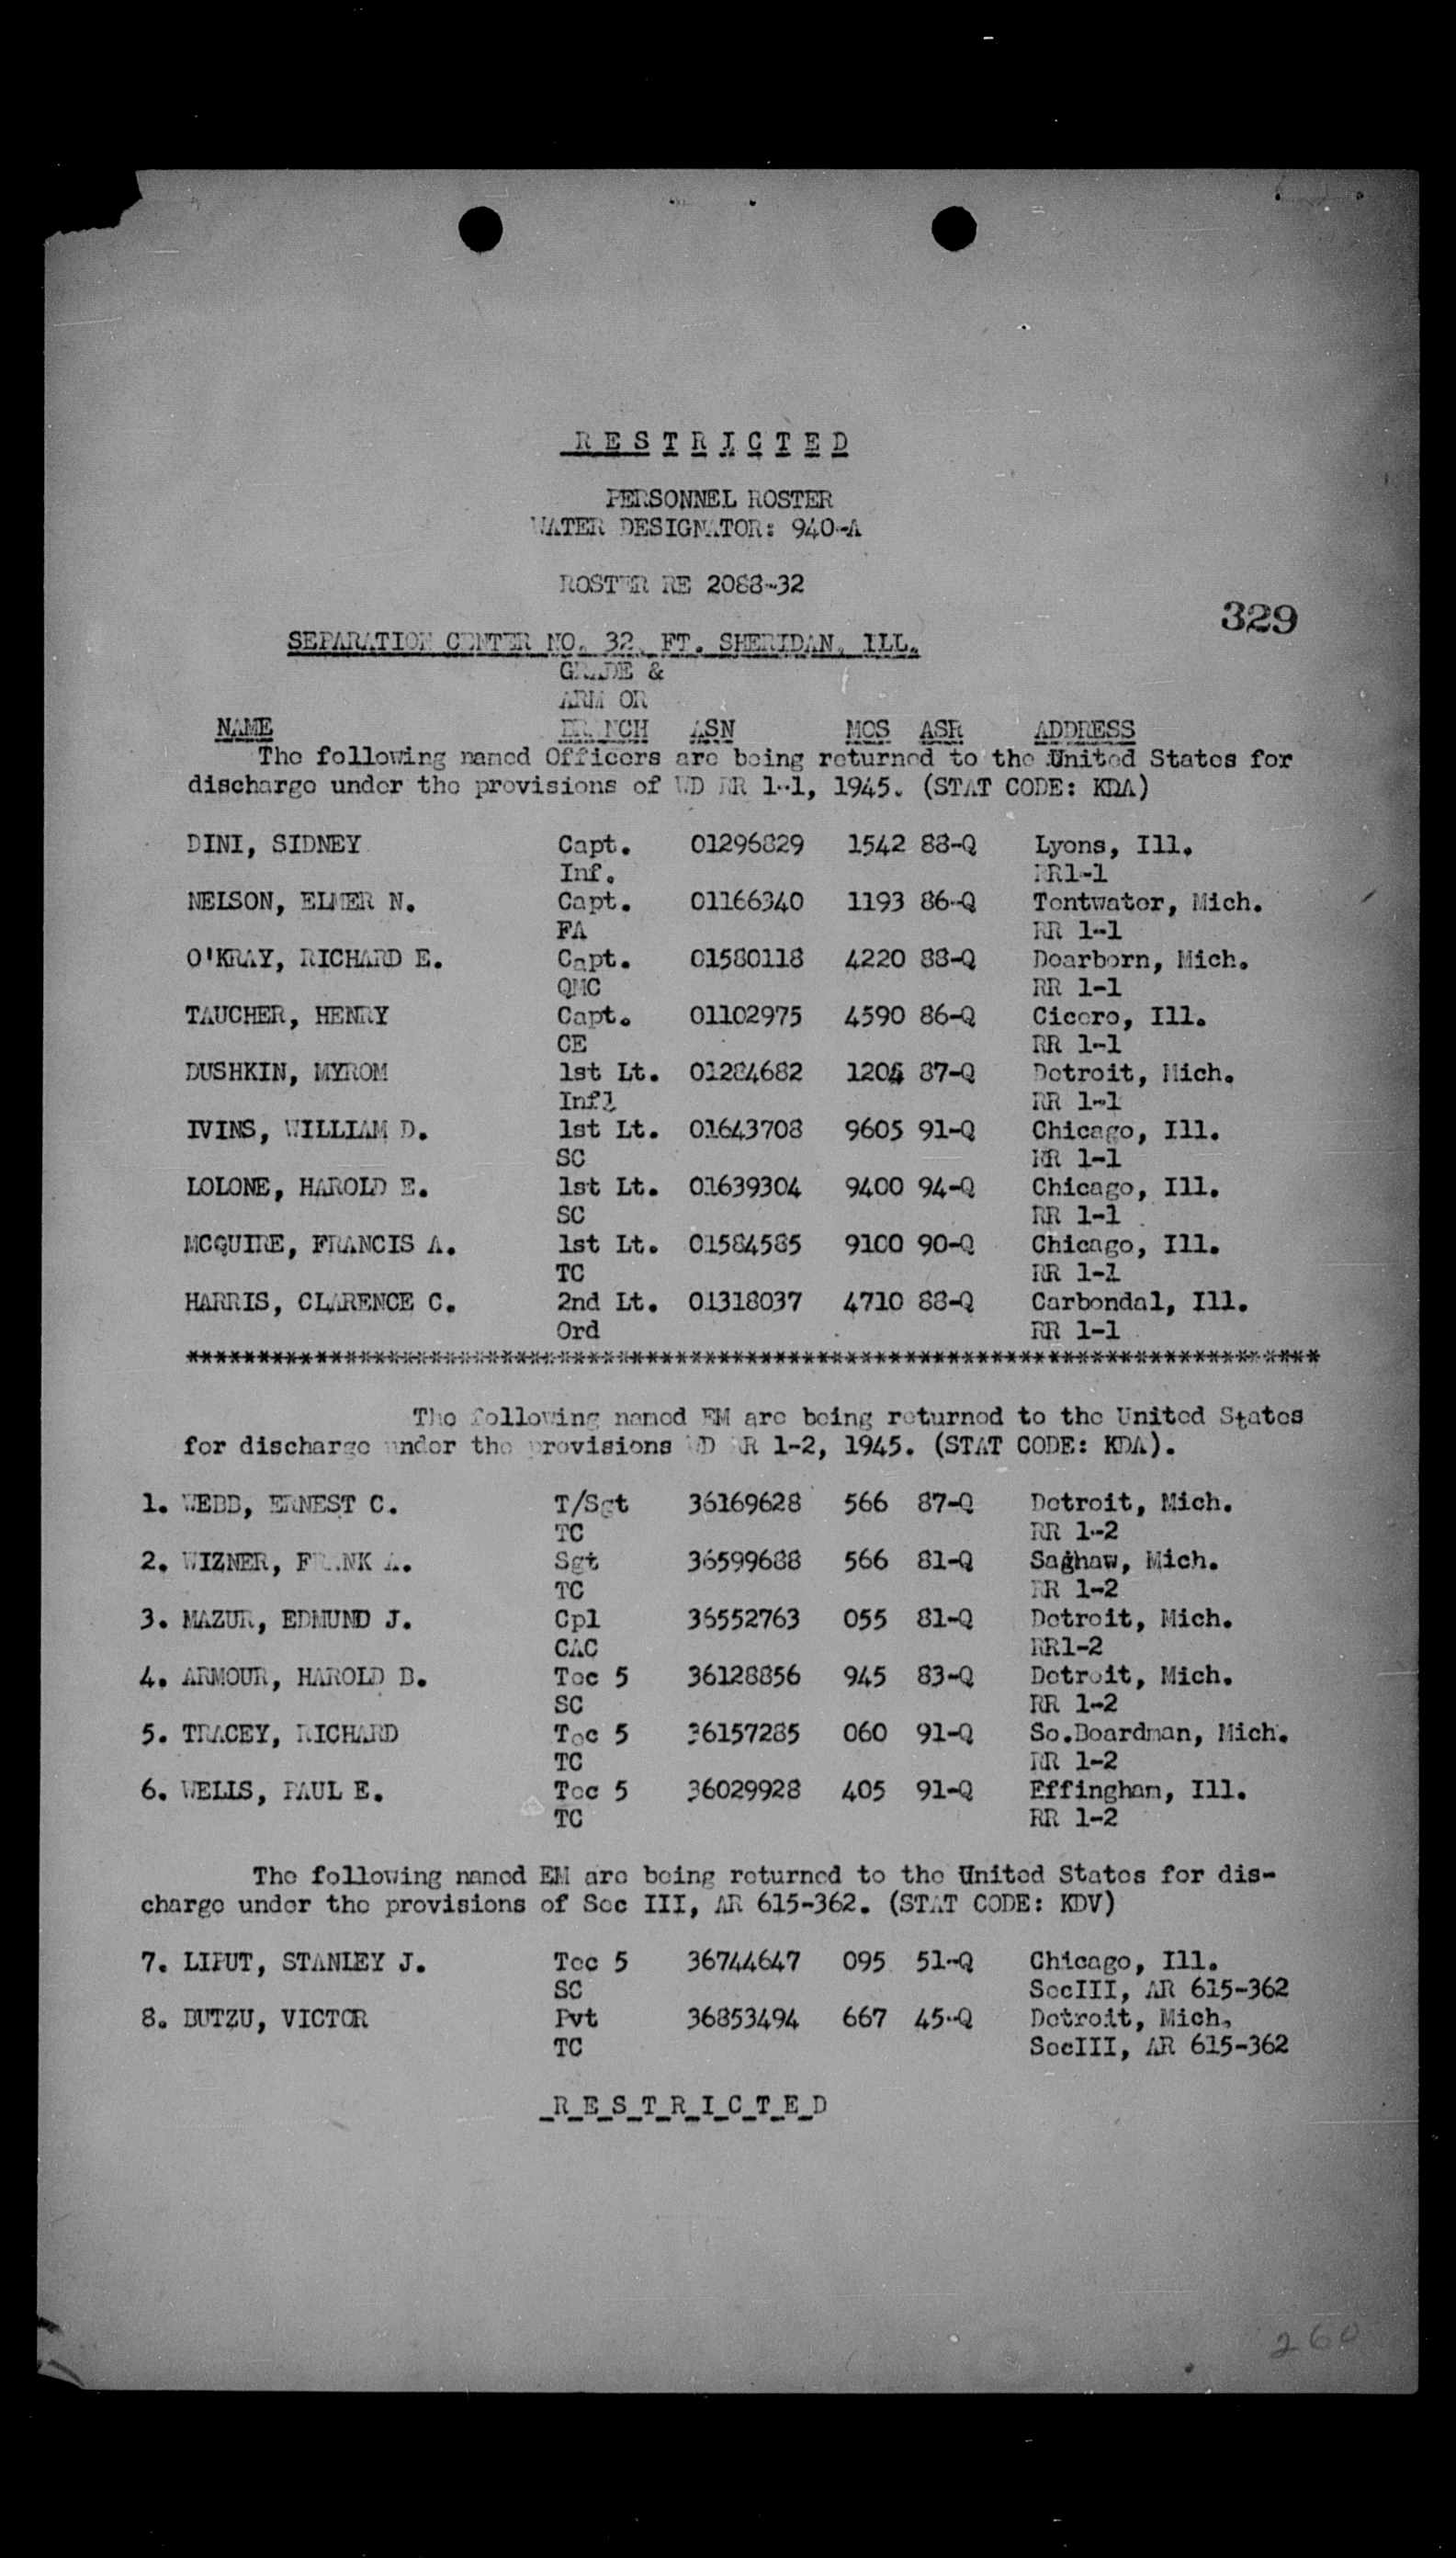 RESTRICTED
PERSONNEL ROSTER
WATER DESIGNATOR: 940-A
ROSTER RE 2088-32
329
SEPARATION CENTER NO. 32, FT. SHERIDAN, ILL.
GRADE &
ARM OR
NAME BRANCH ASN MOS ASR ADDRESS
The following named Officers are being returned to the United States for
discharge under the provisions of WD RR 1-1, 1945. (STAT CODE: KDA)
DINI, SIDNEY Capt. 01296829 1542 88-Q Lyons, Ill.
Inf. RR1-1
NELSON, ELMER N. Capt. 01166340 1193 86-Q Tentwater, Mich.
FA RR 1-1
O'KRAY, RICHARD E. Capt. 01580118 4220 88-Q Dearborn, Mich.
QMC RR 1-1
TAUCHER, HENRY Capt. 01102975 4590 86-Q Cicero, Ill.
CE RR 1-1
DUSHKIN, MYROM 1st Lt. 01284682 1204 87-Q Detroit, Mich.
Infl RR 1-1
IVINS, WILLIAM D. 1st Lt. 01643708 9605 91-Q Chicago, Ill.
SC RR 1-1
LOLONE, HAROLD E. 1st Lt. 01639304 9400 94-Q Chicago, Ill.
SC RR 1-1
MCQUIRE, FRANCIS A. 1st Lt. 01584585 9100 90-Q Chicago, Ill.
TC RR 1-1
HARRIS, CLARENCE C. 2nd Lt. 01318037 4710 88-Q Carbondal, Ill.
Ord RR 1-1
*******************************************************************************
The following named EM are being returned to the United States
for discharge under the provisions WD RR 1-2, 1945. (STAT CODE: KDA).
1. WEBB, ERNEST C. T/Sgt 36169628 566 87-Q Detroit, Mich.
TC RR 1-2
2. WIZNER, FRANK A. Sgt 36599688 566 81-Q Saghaw, Mich.
TC RR 1-2
3. MAZUR, EDMUND J. Cpl 36552763 055 81-Q Detroit, Mich.
CAC RR1-2
4. ARMOUR, HAROLD B. Tec 5 36128856 945 83-Q Detroit, Mich.
SC RR 1-2
5. TRACEY, RICHARD Tec 5 36157285 060 91-Q So.Boardman, Mich.
TC RR 1-2
6. WELLS, PAUL E. Tec 5 36029928 405 91-Q Effingham, Ill.
TC RR 1-2
The following named EM are being returned to the United States for dis-
charge under the provisions of Sec III, AR 615-362. (STAT CODE: KDV)
7. LIPUT, STANLEY J. Tec 5 36744647 095 51-Q Chicago, Ill.
SC SecIII, AR 615-362
8. BUTZU, VICTOR Pvt 36853494 667 45-Q Detroit, Mich.
TC SecIII, AR 615-362
_R_E_S_T_R_I_C_T_E_D
260